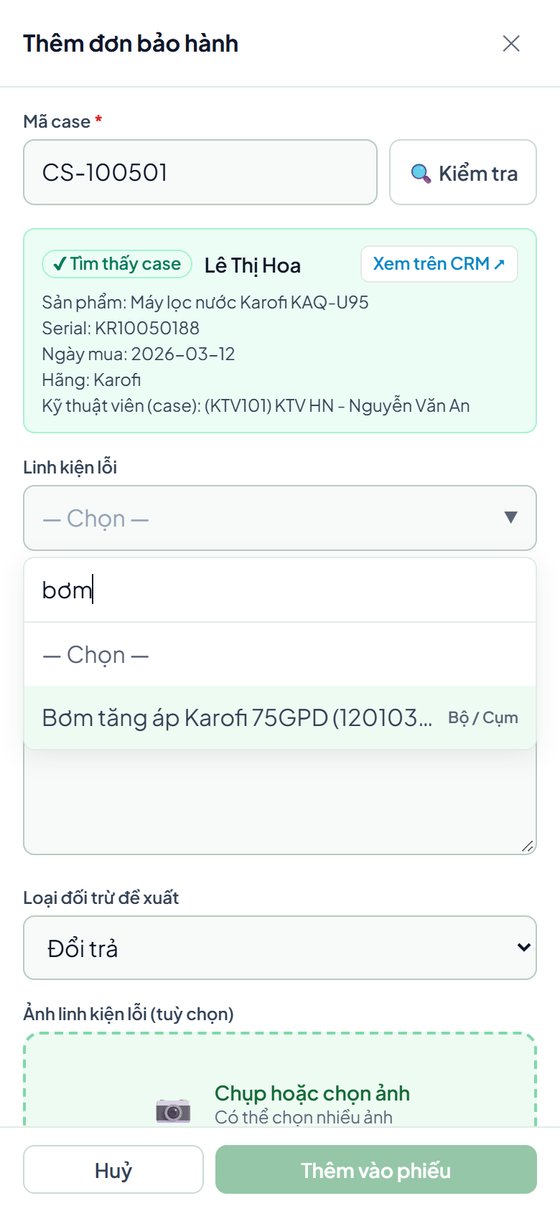 Thêm đơn bảo hành
Mã case *
CS-100501
Kiểm tra
✓ Tìm thấy case
Lê Thị Hoa
Xem trên CRM ↗
Sản phẩm: Máy lọc nước Karofi KAQ-U95
Serial: KR10050188
Ngày mua: 2026-03-12
Hãng: Karofi
Kỹ thuật viên (case): (KTV101) KTV HN - Nguyễn Văn An
Linh kiện lỗi
— Chọn —
bơm
— Chọn —
Bơm tăng áp Karofi 75GPD (120103...
Bộ / Cụm
Loại đối trừ đề xuất
Đổi trả
Ảnh linh kiện lỗi (tuỳ chọn)
Chụp hoặc chọn ảnh
Có thể chọn nhiều ảnh
Huỷ
Thêm vào phiếu